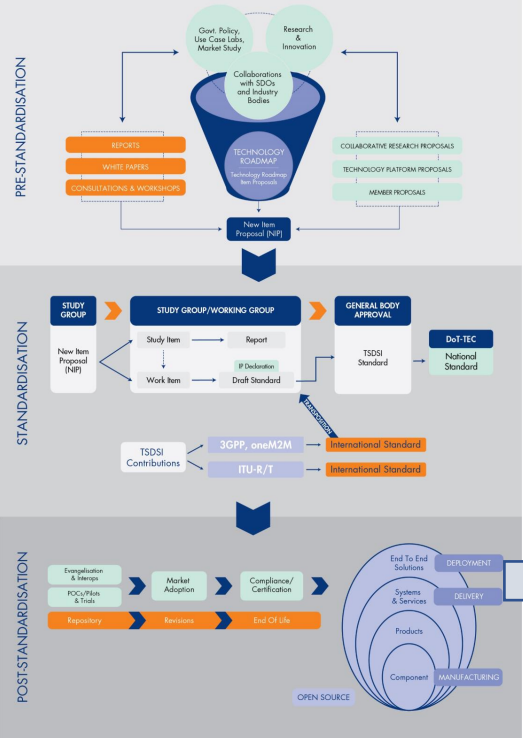 PRE-STANDARDISATION
Govt. Policy,
Use Case Labs,
Market Study
Research
&
Innovation
Collaborations
with SDOs
and Industry
Bodies
REPORTS
WHITE PAPERS
CONSULTATIONS & WORKSHOPS
TECHNOLOGY
ROADMAP
Technology Roadmap
Item Proposals
COLLABORATIVE RESEARCH PROPOSALS
TECHNOLOGY PLATFORM PROPOSALS
MEMBER PROPOSALS
New Item
Proposal (NIP)
STANDARDISATION
STUDY
GROUP
New Item
Proposal
(NIP)
STUDY GROUP/WORKING GROUP
Study Item
Report
IP Declaration
Work Item
Draft Standard
GENERAL BODY
APPROVAL
TSDSI
Standard
DoT-TEC
National
Standard
TRANSPOSITION
TSDSI
Contributions
3GPP, oneM2M
International Standard
ITU-R/T
International Standard
POST-STANDARDISATION
Evangelisation
& Interops
POCs/Pilots
& Trials
Market
Adoption
Compliance/
Certification
Repository
Revisions
End Of Life
End To End
Solutions
DEPLOYMENT
Systems
& Services
DELIVERY
Products
Component
MANUFACTURING
OPEN SOURCE